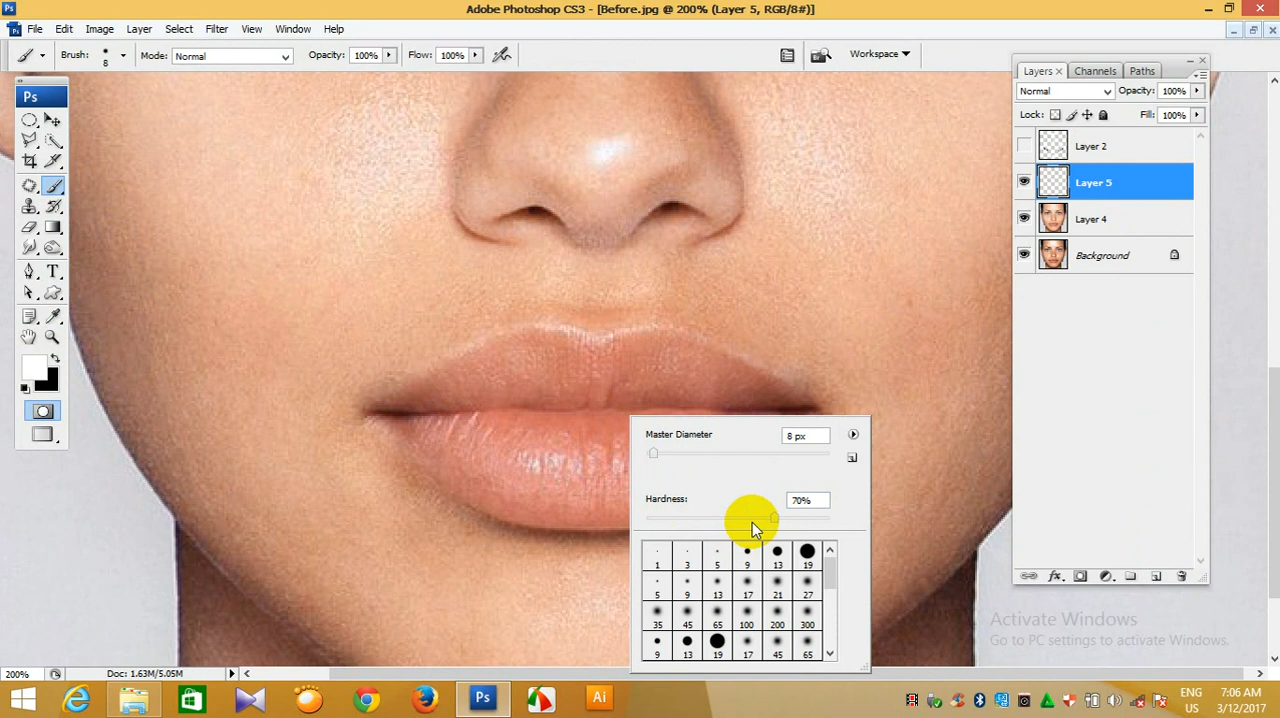 Ps Adobe Photoshop CS3 - [Before.jpg @ 200% (Layer 5, RGB/8#)]
Ps File Edit Image Layer Select Filter View Window Help
Brush: 8 Mode: Normal Opacity: 100% Flow: 100% Workspace
Ps
T
Layers Channels Paths
Normal Opacity: 100%
Lock: Fill: 100%
Layer 2
Layer 5
Layer 4
Background
Master Diameter 8 px
Hardness: 70%
1 3 5 9 13 19
5 9 13 17 21 27
35 45 65 100 200 300
9 13 19 17 45 65
Activate Windows
Go to PC settings to activate Windows.
200% Doc: 1.63M/5.05M
Ps Ai
ENG
US
7:06 AM
3/12/2017